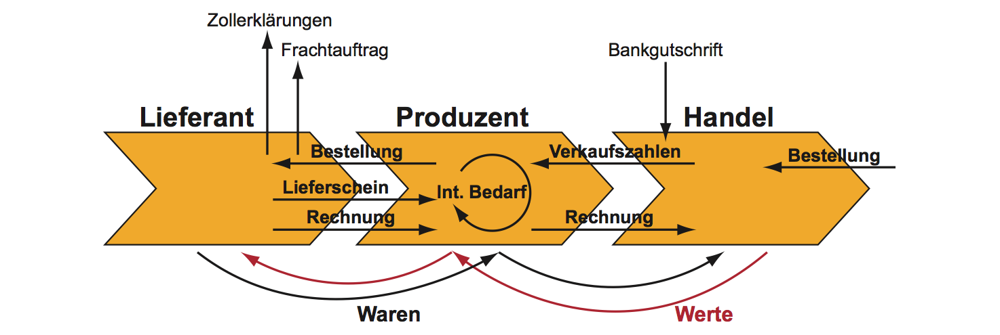 Zollerklärungen
Frachtauftrag
Bankgutschrift
Lieferant
Produzent
Handel
Bestellung
Verkaufszahlen
Bestellung
Lieferschein
Int. Bedarf
Rechnung
Rechnung
Waren
Werte